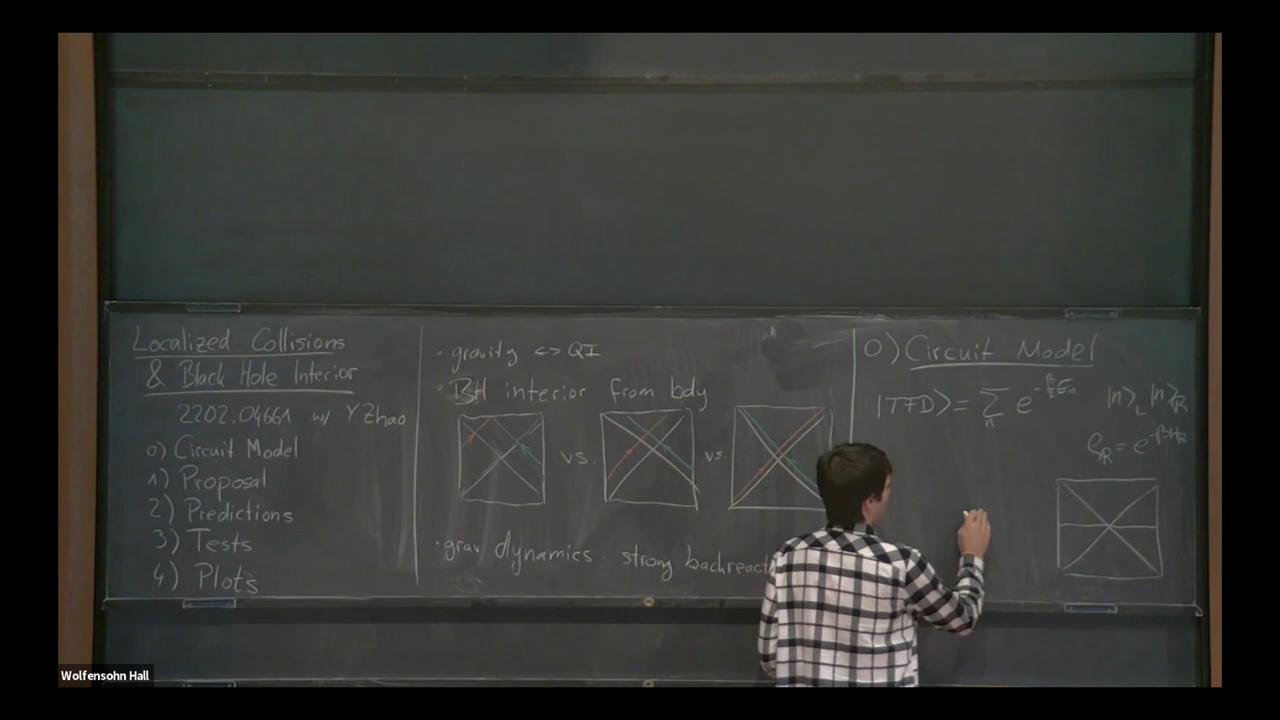 Localized Collisions
& Black Hole Interior
2202.04661 w/ Y. Zhao
0) Circuit Model
1) Proposal
2) Predictions
3) Tests
4) Plots
• gravity <-> QI
• BH interior from bdy
vs. vs.
• grav dynamics · strong backreact
0) Circuit Model
|TFD> = Σ_n e^{-β/2 E_n} |n>_L |n>_R
ρ_R = e^{-βH_R}
Wolfensohn Hall